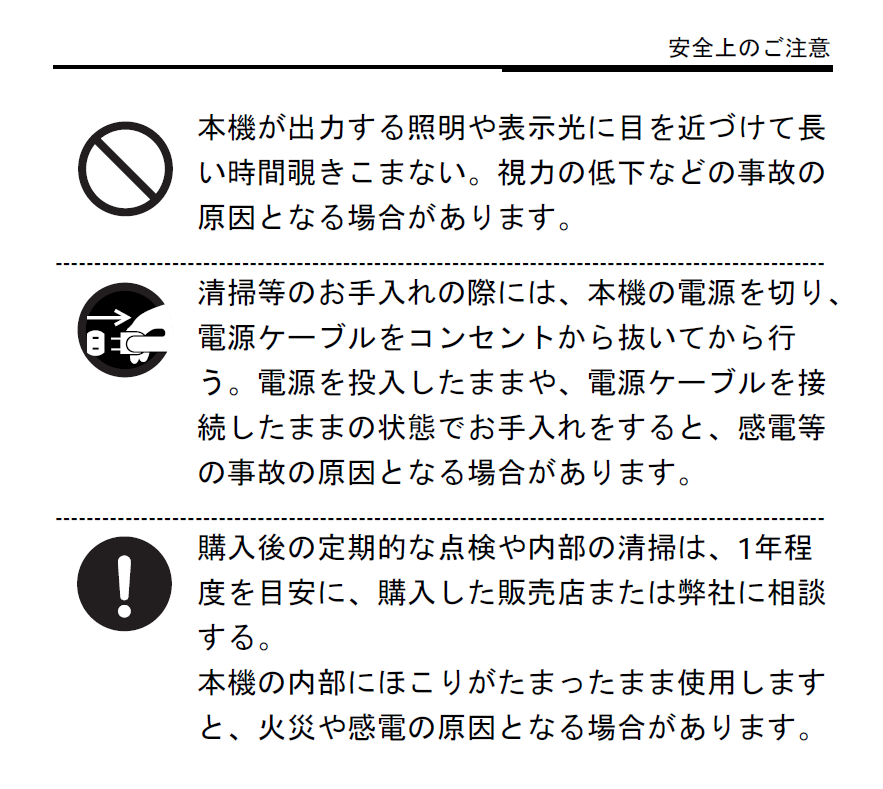 安全上のご注意
本機が出力する照明や表示光に目を近づけて長
い時間覗きこまない。視力の低下などの事故の
原因となる場合があります。
清掃等のお手入れの際には、本機の電源を切り、
電源ケーブルをコンセントから抜いてから行
う。電源を投入したままや、電源ケーブルを接
続したままの状態でお手入れをすると、感電等
の事故の原因となる場合があります。
購入後の定期的な点検や内部の清掃は、1年程
度を目安に、購入した販売店または弊社に相談
する。
本機の内部にほこりがたまったまま使用します
と、火災や感電の原因となる場合があります。